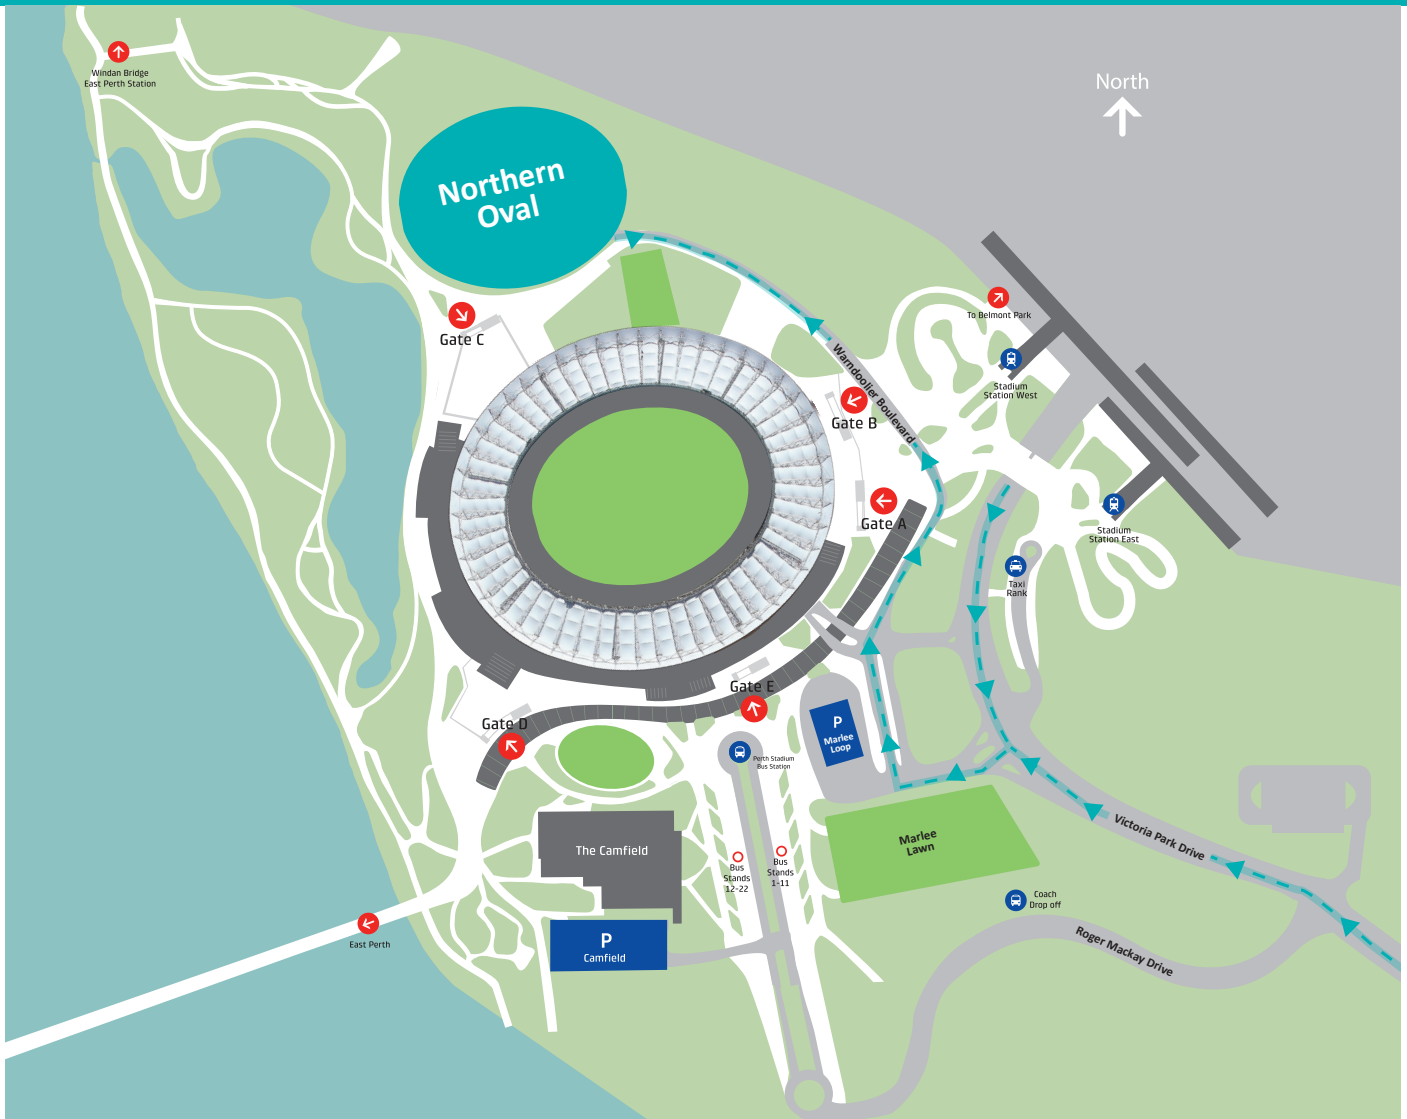 North
Windan Bridge
East Perth Station
Northern
Oval
To Belmont Park
Gate C
Warndoolier Boulevard
Stadium
Station West
Gate B
Gate A
Stadium
Station East
Taxi
Rank
Gate E
Gate D
P
Marlee
Loop
Perth Stadium
Bus Station
Victoria Park Drive
Marlee
Lawn
The Camfield
Bus
Stands
12-22
Bus
Stands
1-11
Coach
Drop off
East Perth
P
Camfield
Roger Mackay Drive